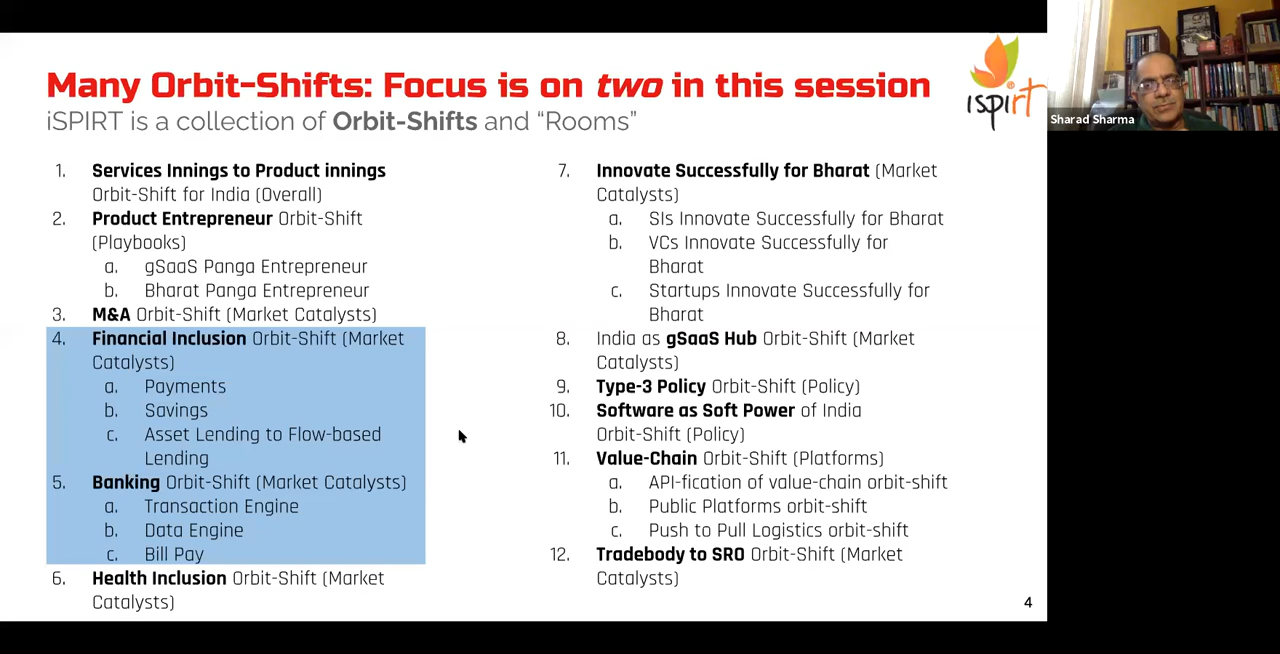 Many Orbit-Shifts: Focus is on two in this session
iSPIRT is a collection of Orbit-Shifts and “Rooms”
ispirt
Sharad Sharma
1. Services Innings to Product innings
Orbit-Shift for India (Overall)
2. Product Entrepreneur Orbit-Shift
(Playbooks)
a. gSaaS Panga Entrepreneur
b. Bharat Panga Entrepreneur
3. M&A Orbit-Shift (Market Catalysts)
4. Financial Inclusion Orbit-Shift (Market
Catalysts)
a. Payments
b. Savings
c. Asset Lending to Flow-based
Lending
5. Banking Orbit-Shift (Market Catalysts)
a. Transaction Engine
b. Data Engine
c. Bill Pay
6. Health Inclusion Orbit-Shift (Market
Catalysts)
7. Innovate Successfully for Bharat (Market
Catalysts)
a. SIs Innovate Successfully for Bharat
b. VCs Innovate Successfully for
Bharat
c. Startups Innovate Successfully for
Bharat
8. India as gSaaS Hub Orbit-Shift (Market
Catalysts)
9. Type-3 Policy Orbit-Shift (Policy)
10. Software as Soft Power of India
Orbit-Shift (Policy)
11. Value-Chain Orbit-Shift (Platforms)
a. API-fication of value-chain orbit-shift
b. Public Platforms orbit-shift
c. Push to Pull Logistics orbit-shift
12. Tradebody to SRO Orbit-Shift (Market
Catalysts)
4